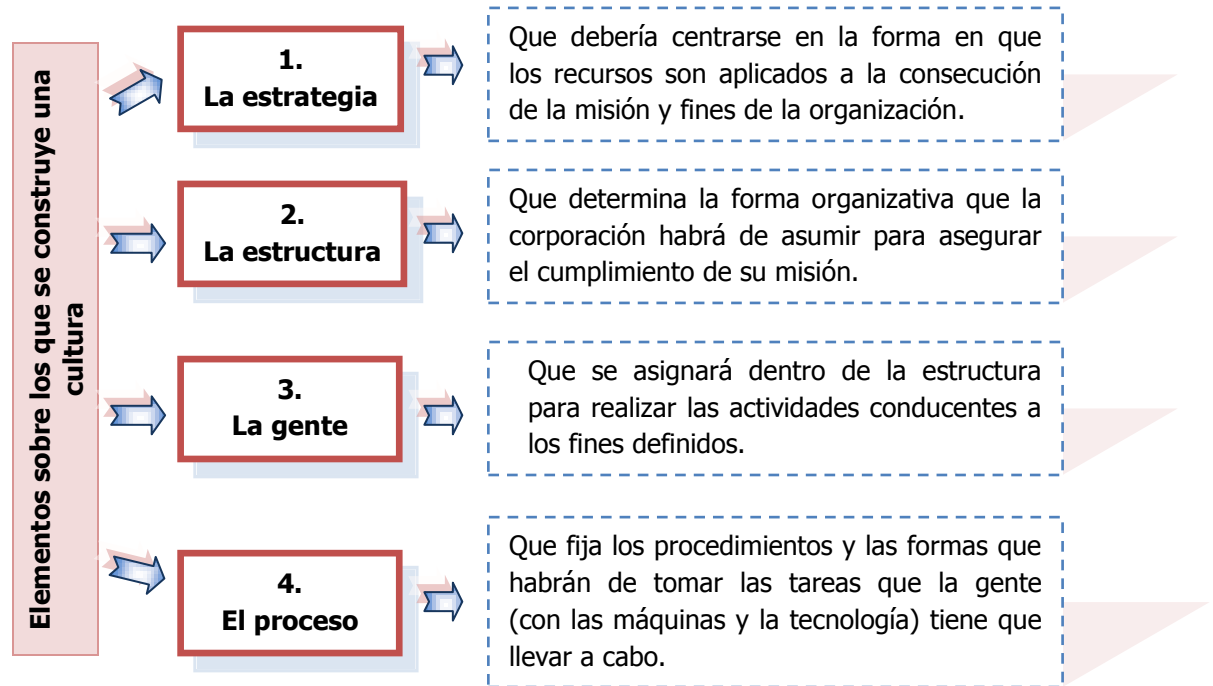 Elementos sobre los que se construye una
cultura
1.
La estrategia
Que debería centrarse en la forma en que
los recursos son aplicados a la consecución
de la misión y fines de la organización.
2.
La estructura
Que determina la forma organizativa que la
corporación habrá de asumir para asegurar
el cumplimiento de su misión.
3.
La gente
Que se asignará dentro de la estructura
para realizar las actividades conducentes a
los fines definidos.
4.
El proceso
Que fija los procedimientos y las formas que
habrán de tomar las tareas que la gente
(con las máquinas y la tecnología) tiene que
llevar a cabo.